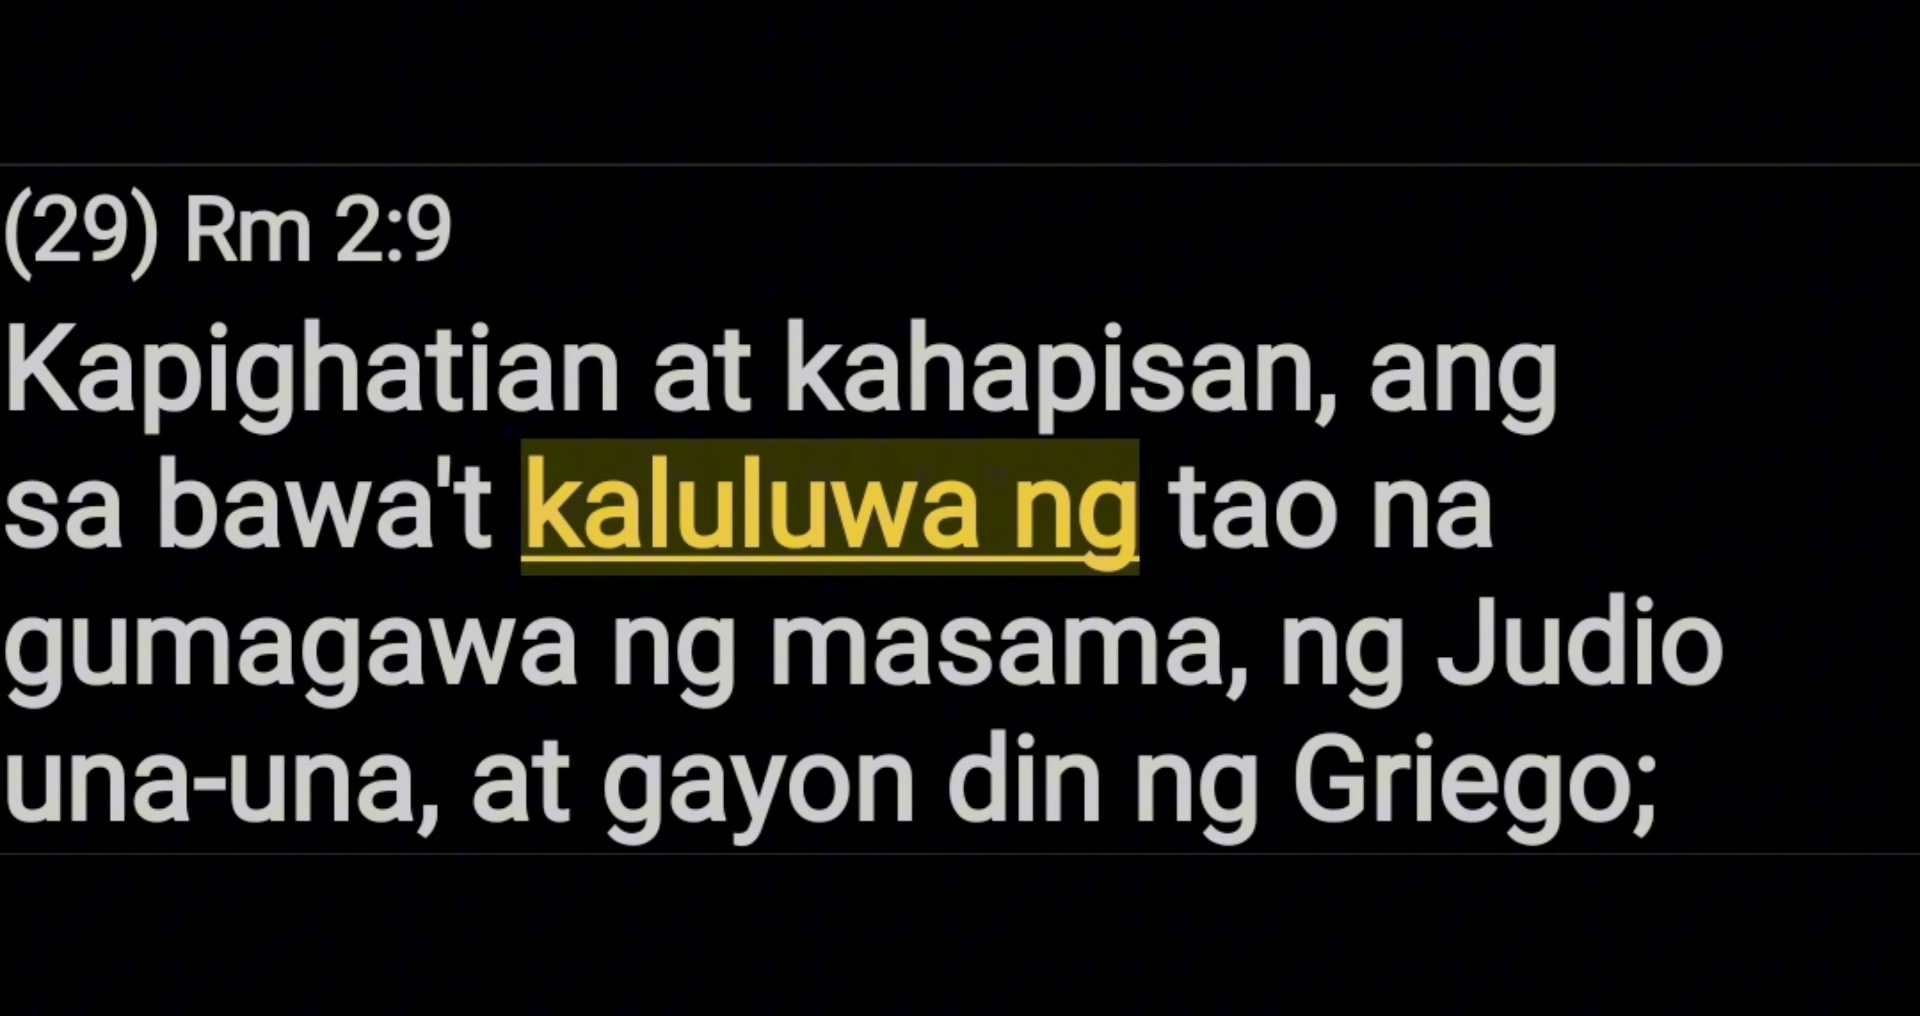 (29) Rm 2:9
Kapighatian at kahapisan, ang
sa bawa't kaluluwa ng tao na
gumagawa ng masama, ng Judio
una-una, at gayon din ng Griego;